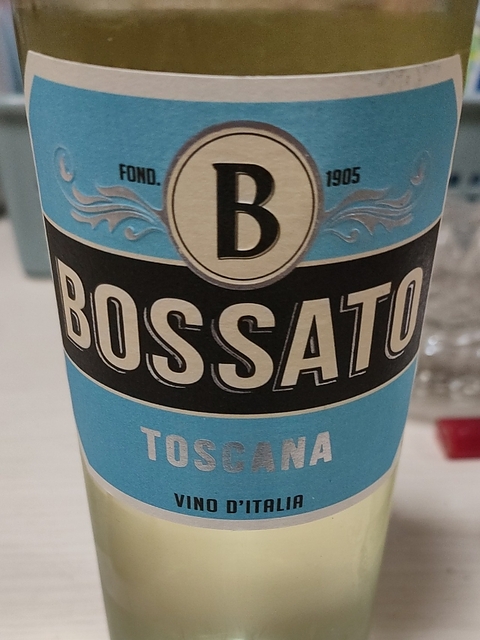 FOND. B 1905
BOSSATO
TOSCANA
VINO D'ITALIA